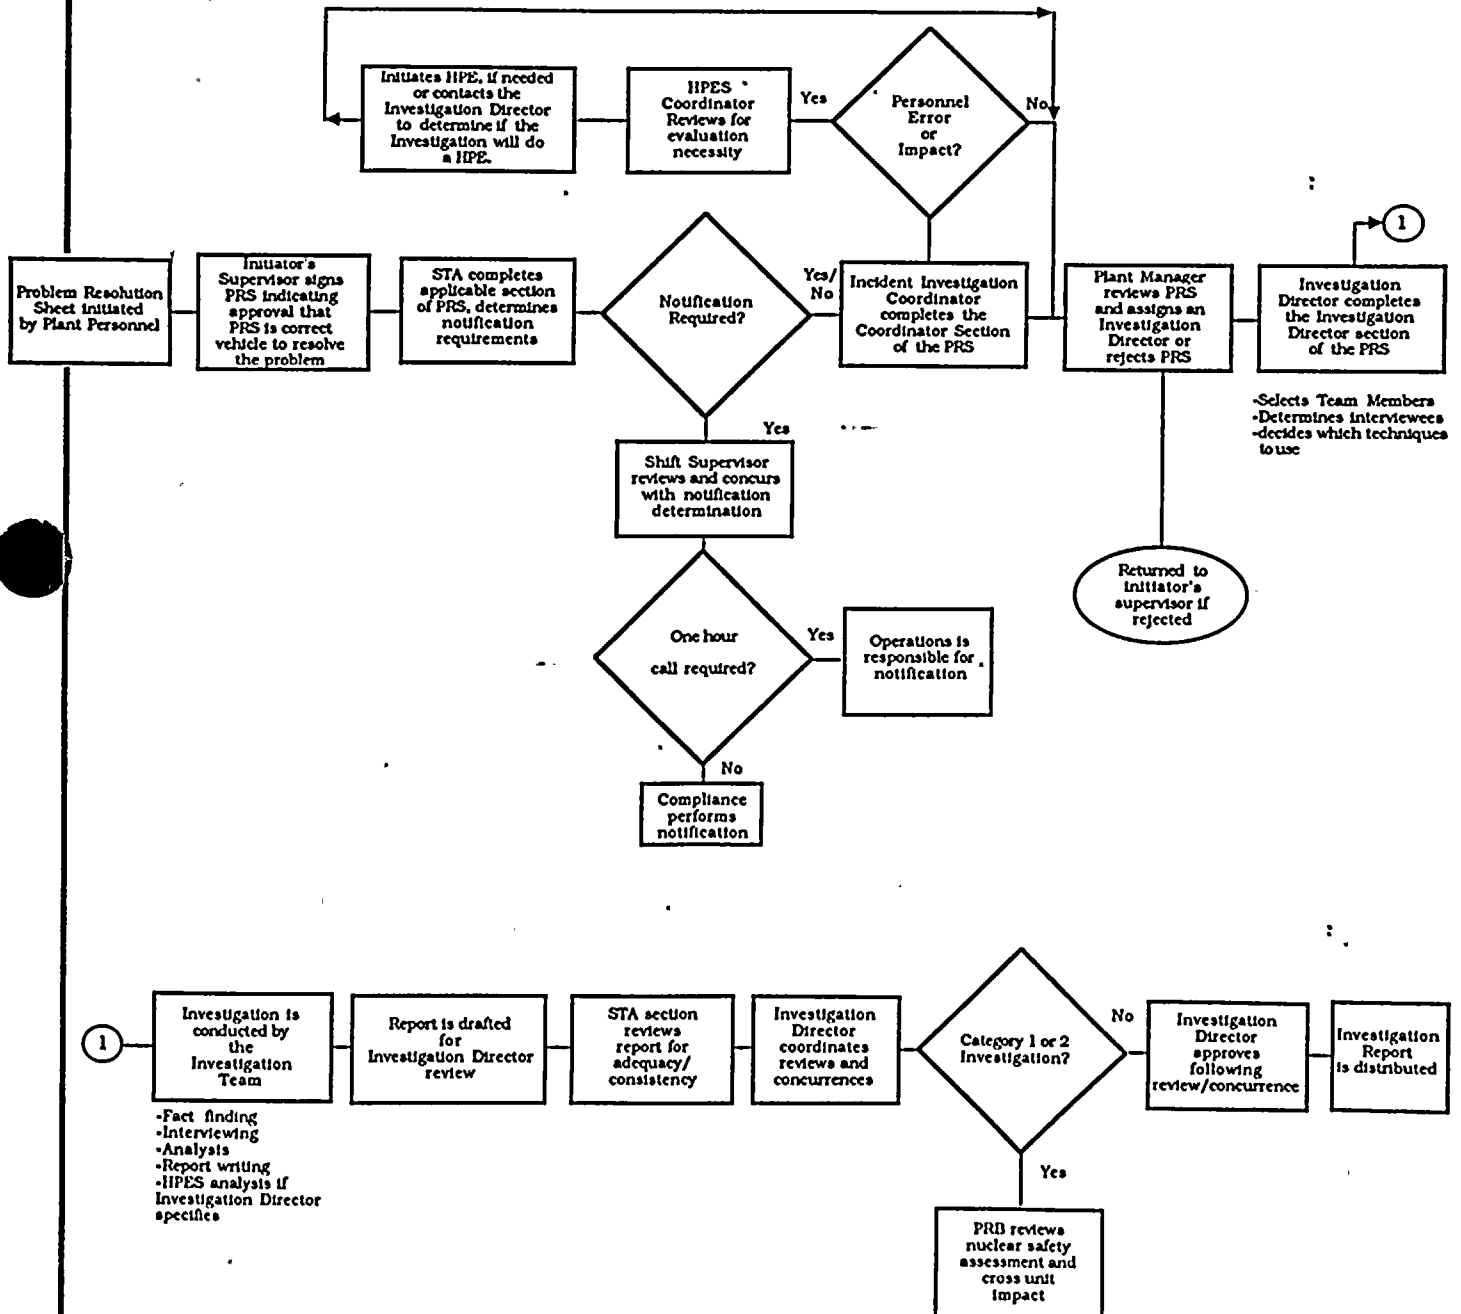 Initiates HPE, if needed
or contacts the
Investigation Director
to determine if the
Investigation will do
a HPE.
HPES
Coordinator
Reviews for
evaluation
necessity
Yes
Personnel
Error
or
Impact?
No
Problem Resolution
Sheet initiated
by Plant Personnel
Initiator's
Supervisor signs
PRS indicating
approval that
PRS is correct
vehicle to resolve
the problem
STA completes
applicable section
of PRS, determines
notification
requirements
Notification
Required?
Yes/
No
Incident Investigation
Coordinator
completes the
Coordinator Section
of the PRS
Plant Manager
reviews PRS
and assigns an
Investigation
Director or
rejects PRS
Investigation
Director completes
the Investigation
Director section
of the PRS
1
-Selects Team Members
-Determines interviewees
-decides which techniques
to use
Yes
Shift Supervisor
reviews and concurs
with notification
determination
Returned to
initiator's
supervisor if
rejected
One hour
call required?
Yes
Operations is
responsible for
notification
No
Compliance
performs
notification
1
Investigation is
conducted by
the
Investigation
Team
-Fact finding
-Interviewing
-Analysis
-Report writing
-HPES analysis if
Investigation Director
specifies
Report is drafted
for
Investigation Director
review
STA section
reviews
report for
adequacy/
consistency
Investigation
Director
coordinates
reviews and
concurrences
Category 1 or 2
Investigation?
No
Investigation
Director
approves
following
review/concurrence
Investigation
Report
is distributed
Yes
PRB reviews
nuclear safety
assessment and
cross unit
impact